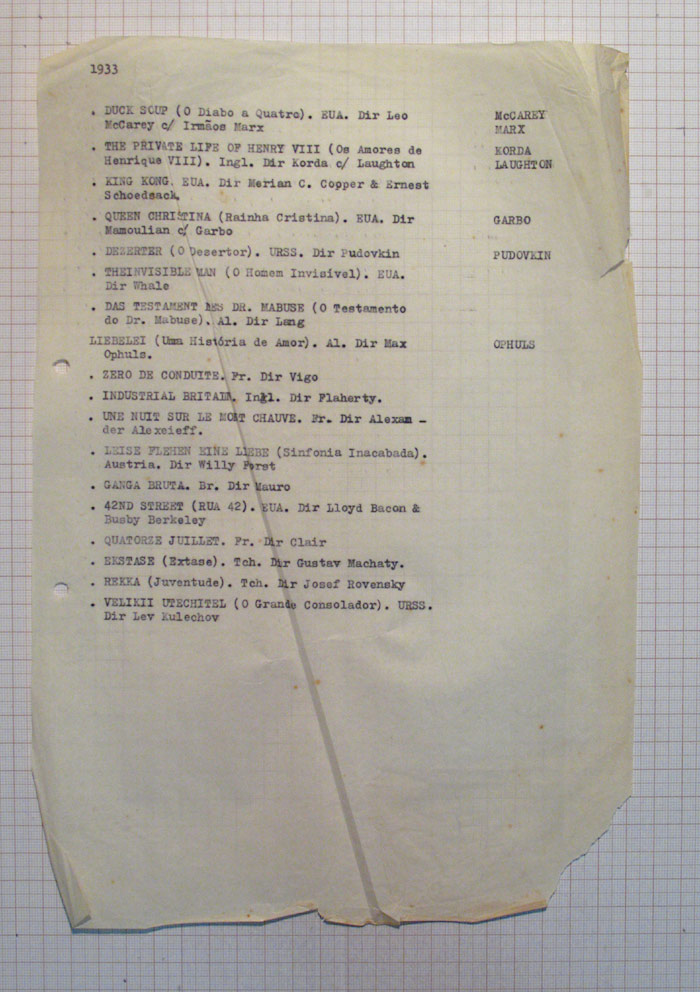 1933
. DUCK SOUP (O Diabo a Quatro). EUA. Dir Leo McCAREY
McCarey c/ Irmãos Marx MARX
. THE PRIVATE LIFE OF HENRY VIII (Os Amores de KORDA
Henrique VIII). Ingl. Dir Korda c/ Laughton LAUGHTON
. KING KONG. EUA. Dir Merian C. Copper & Ernest
Schoedsack.
. QUEEN CHRISTINA (Rainha Cristina). EUA. Dir GARBO
Mamoulian c/ Garbo
. DEZERTER (O Desertor). URSS. Dir Pudovkin PUDOVKIN
. THEINVISIBLE MAN (O Homem Invisível). EUA.
Dir Whale
. DAS TESTAMENT DES DR. MABUSE (O Testamento
do Dr. Mabuse). Al. Dir Lang
LIEBELEI (Uma História de Amor). Al. Dir Max OPHULS
Ophuls.
. ZERO DE CONDUITE. Fr. Dir Vigo
. INDUSTRIAL BRITAIN. Ingl. Dir Flaherty.
. UNE NUIT SUR LE MONT CHAUVE. Fr. Dir Alexan -
der Alexeieff.
. LEISE FLEHEN EINE LIEBE (Sinfonia Inacabada).
Austria. Dir Willy Forst
. GANGA BRUTA. Br. Dir Mauro
. 42ND STREET (RUA 42). EUA. Dir Lloyd Bacon &
Busby Berkeley
. QUATORZE JUILLET. Fr. Dir Clair
. EKSTASE (Extase). Tch. Dir Gustav Machaty.
. REKKA (Juventude). Tch. Dir Josef Rovensky
. VELIKII UTECHITEL (O Grande Consolador). URSS.
Dir Lev Kulechov